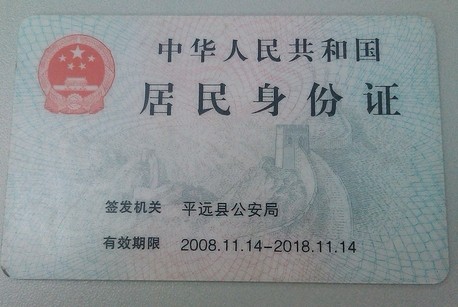 中华人民共和国
居民身份证
签发机关 平远县公安局
有效期限 2008.11.14-2018.11.14